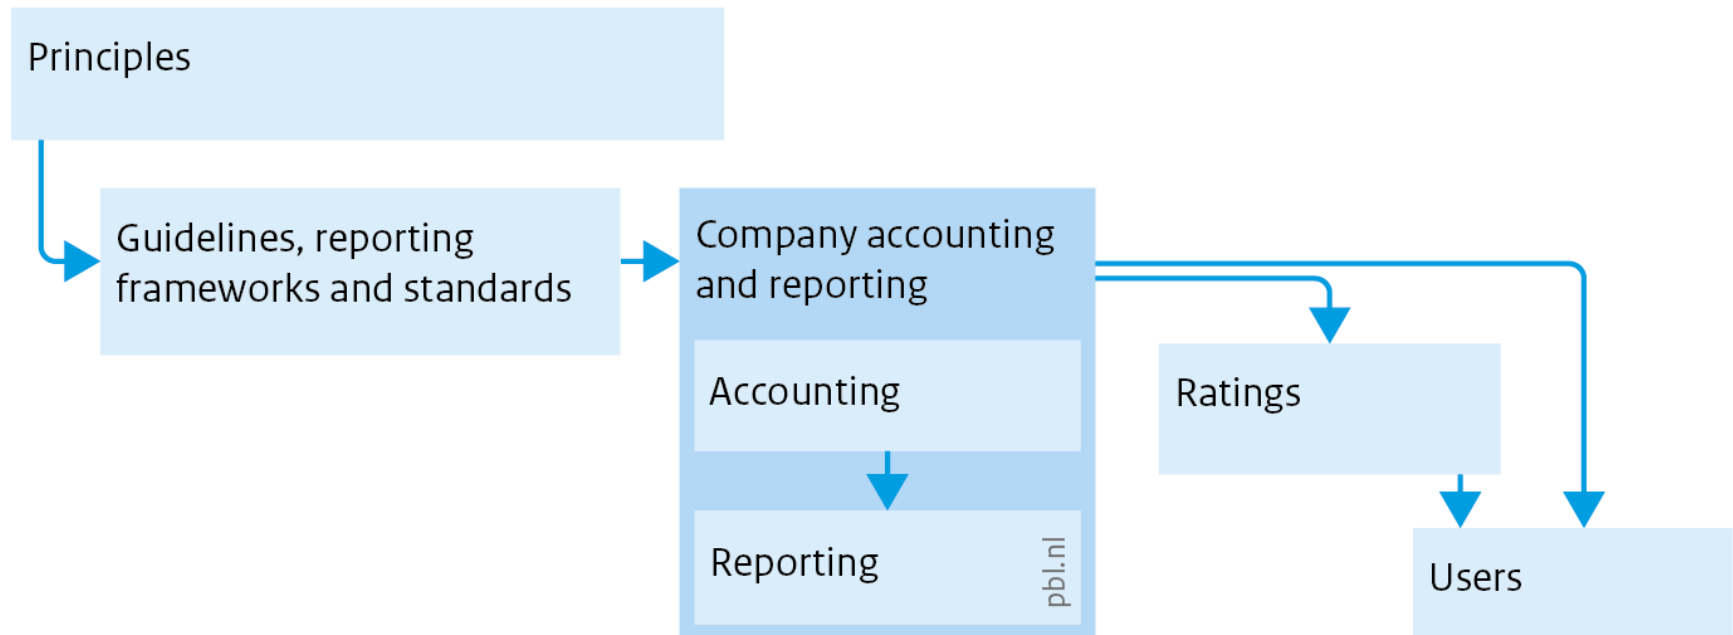 Principles
Guidelines, reporting
frameworks and standards
Company accounting
and reporting
Accounting
Reporting
pbl.nl
Ratings
Users